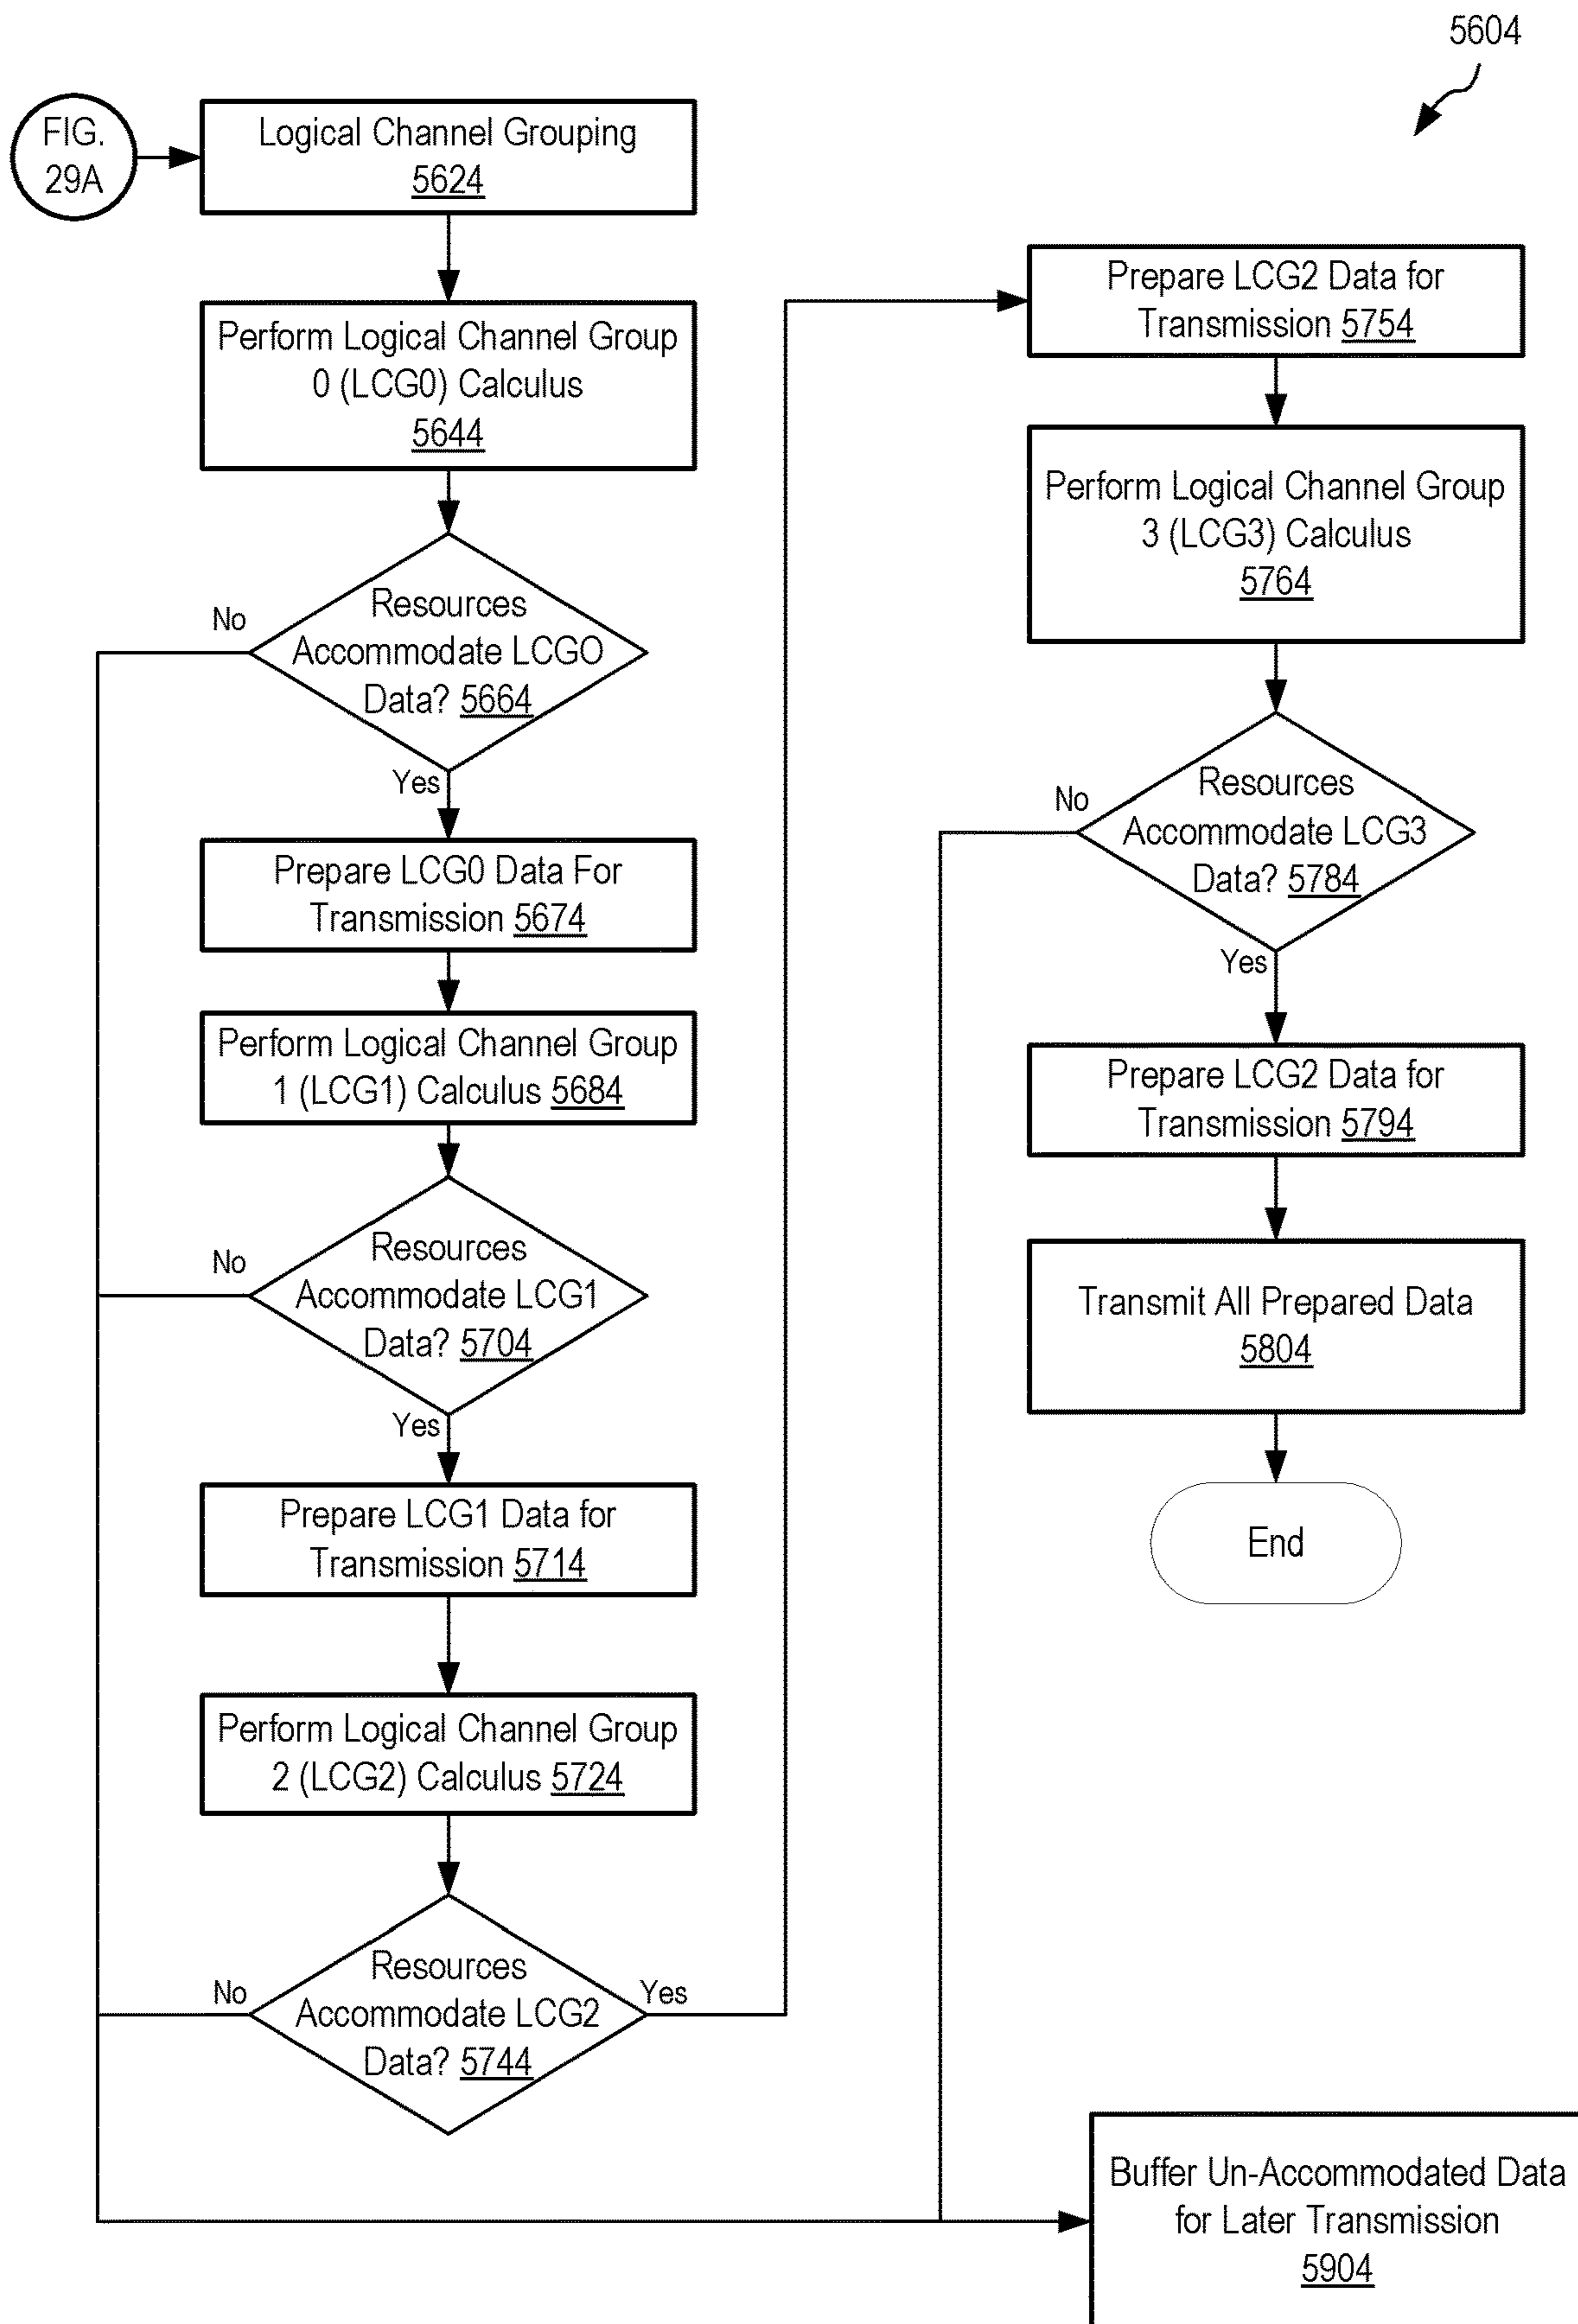 5604
FIG.
29A
Logical Channel Grouping
5624
Perform Logical Channel Group
0 (LCG0) Calculus
5644
No
Resources
Accommodate LCGO
Data? 5664
Yes
Prepare LCG0 Data For
Transmission 5674
Perform Logical Channel Group
1 (LCG1) Calculus 5684
No
Resources
Accommodate LCG1
Data? 5704
Yes
Prepare LCG1 Data for
Transmission 5714
Perform Logical Channel Group
2 (LCG2) Calculus 5724
No
Resources
Accommodate LCG2
Data? 5744
Yes
Prepare LCG2 Data for
Transmission 5754
Perform Logical Channel Group
3 (LCG3) Calculus
5764
No
Resources
Accommodate LCG3
Data? 5784
Yes
Prepare LCG2 Data for
Transmission 5794
Transmit All Prepared Data
5804
End
Buffer Un-Accommodated Data
for Later Transmission
5904